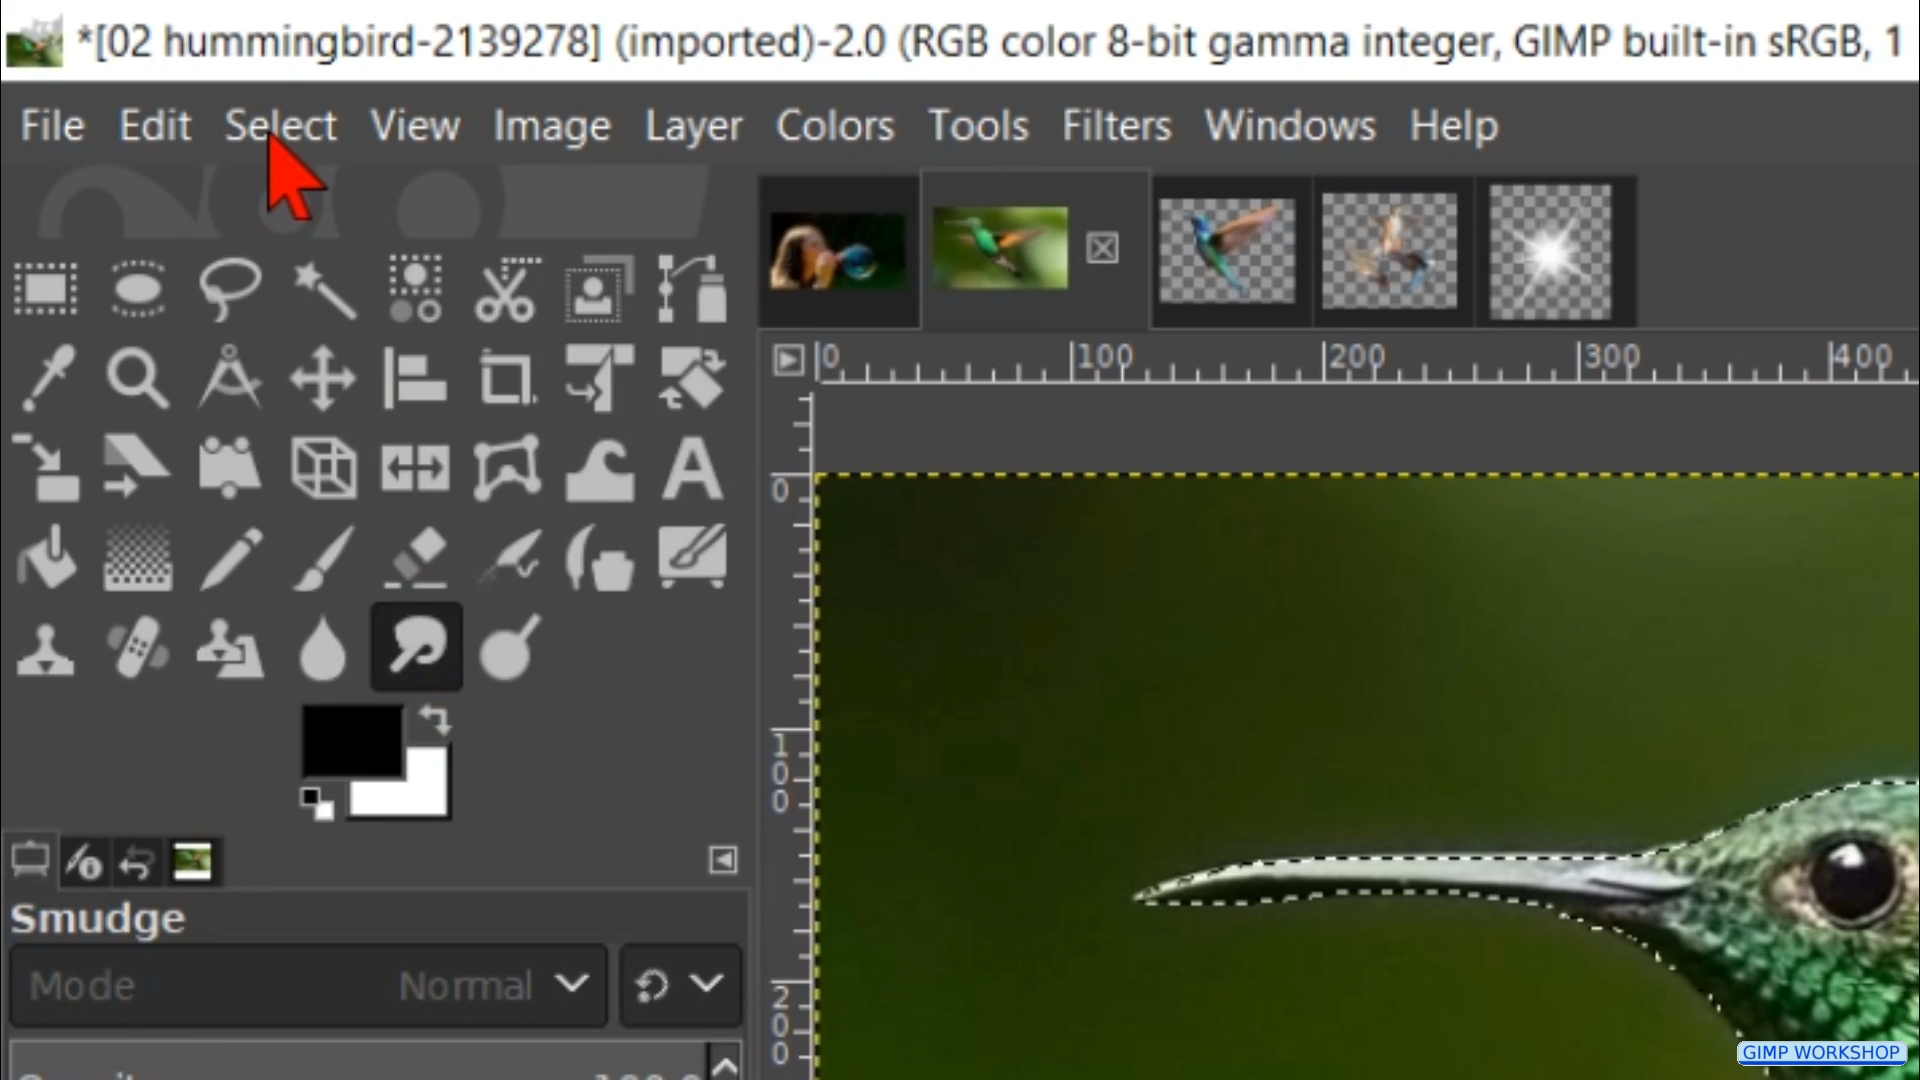 *[02 hummingbird-2139278] (imported)-2.0 (RGB color 8-bit gamma integer, GIMP built-in sRGB, 1
File Edit Select View Image Layer Colors Tools Filters Windows Help
0 100 200 300 400
0
100
200
Smudge
Mode Normal
GIMP WORKSHOP